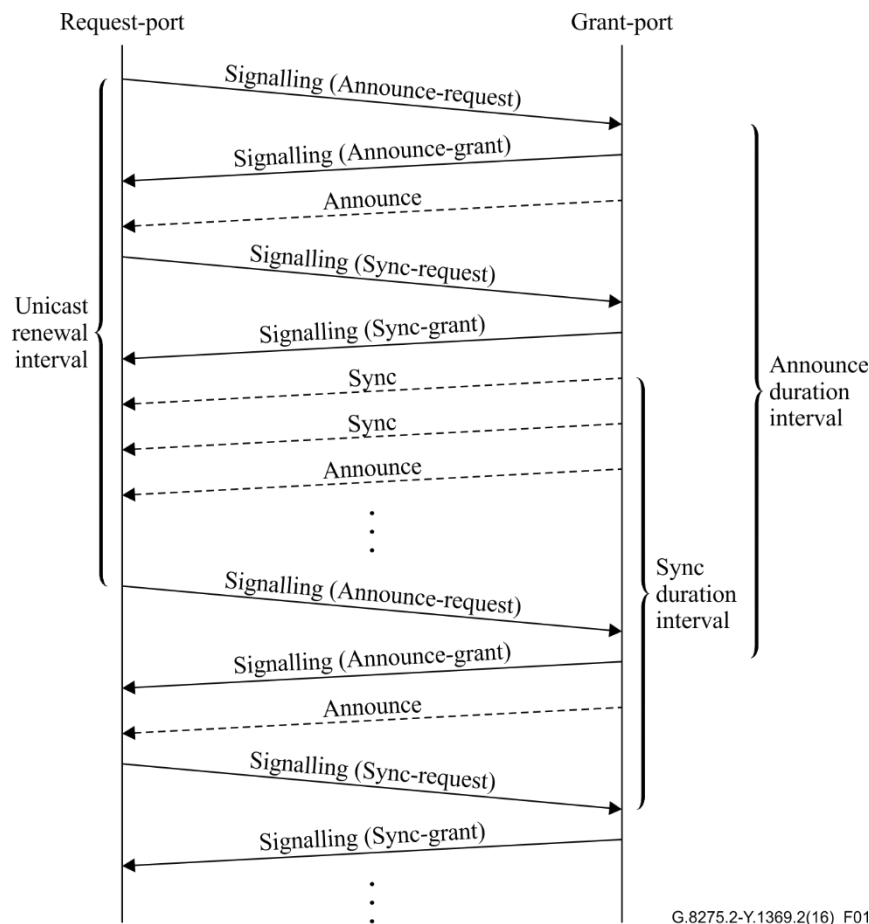 Request-port
Grant-port
Signalling (Announce-request)
Signalling (Announce-grant)
Announce
Signalling (Sync-request)
Unicast
renewal
interval
Signalling (Sync-grant)
Sync
Announce
duration
interval
Sync
Announce
Sync
duration
interval
Signalling (Announce-request)
Signalling (Announce-grant)
Announce
Signalling (Sync-request)
Signalling (Sync-grant)
G.8275.2-Y.1369.2(16)_F01